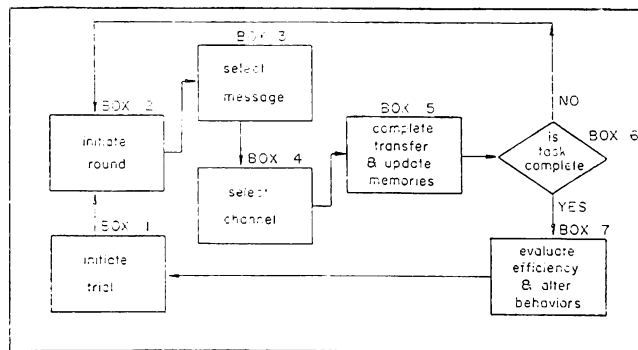 BOX 3
select
message
BOX 2
initiate
round
BOX 4
select
channel
BOX 5
complete
transfer
& update
memories
NO
BOX 6
is
task
complete
YES
BOX 1
initiate
trial
BOX 7
evaluate
efficiency
& alter
behaviors